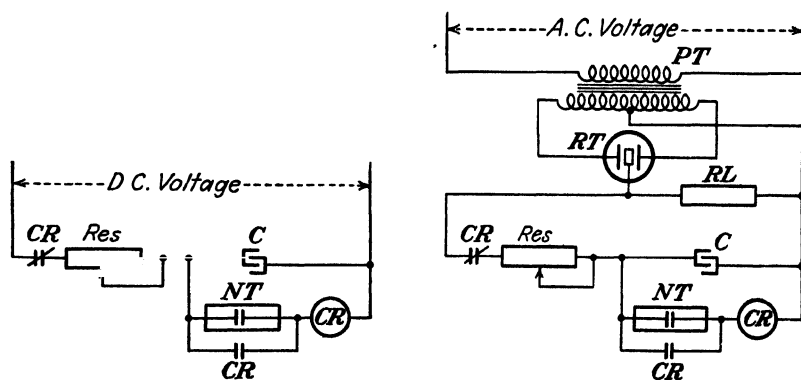 A.C. Voltage
PT
RT
RL
D C. Voltage
CR
Res
C
NT
CR
CR
CR
Res
C
NT
CR
CR